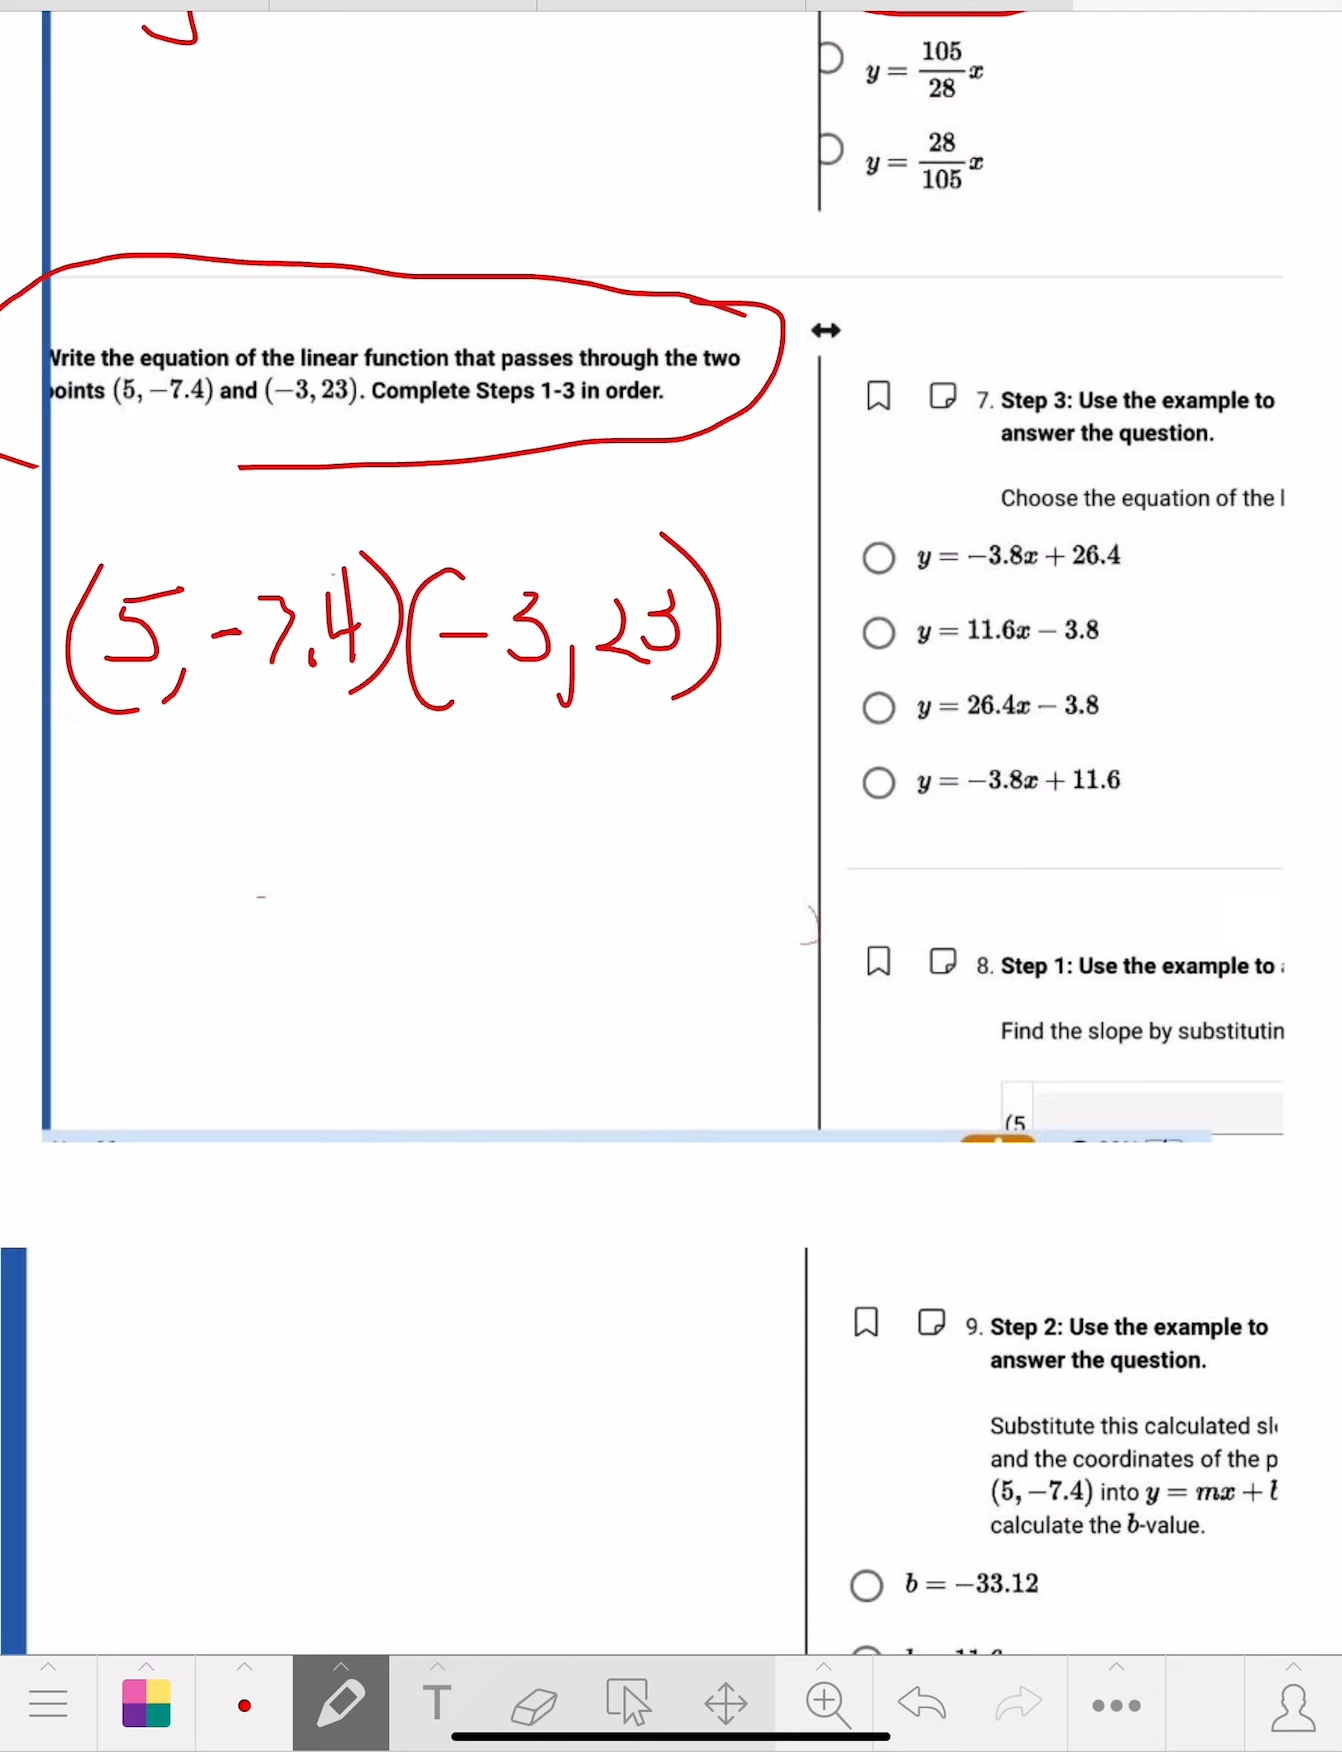 y = 105/28 x
y = 28/105 x
Write the equation of the linear function that passes through the two
points (5, −7.4) and (−3, 23). Complete Steps 1-3 in order.
(5, -7.4)(-3, 23)
7. Step 3: Use the example to
answer the question.
Choose the equation of the l
y = −3.8x + 26.4
y = 11.6x − 3.8
y = 26.4x − 3.8
y = −3.8x + 11.6
8. Step 1: Use the example to
Find the slope by substitutin
(5
9. Step 2: Use the example to
answer the question.
Substitute this calculated sl
and the coordinates of the p
(5, −7.4) into y = mx +
calculate the b-value.
b = −33.12
T